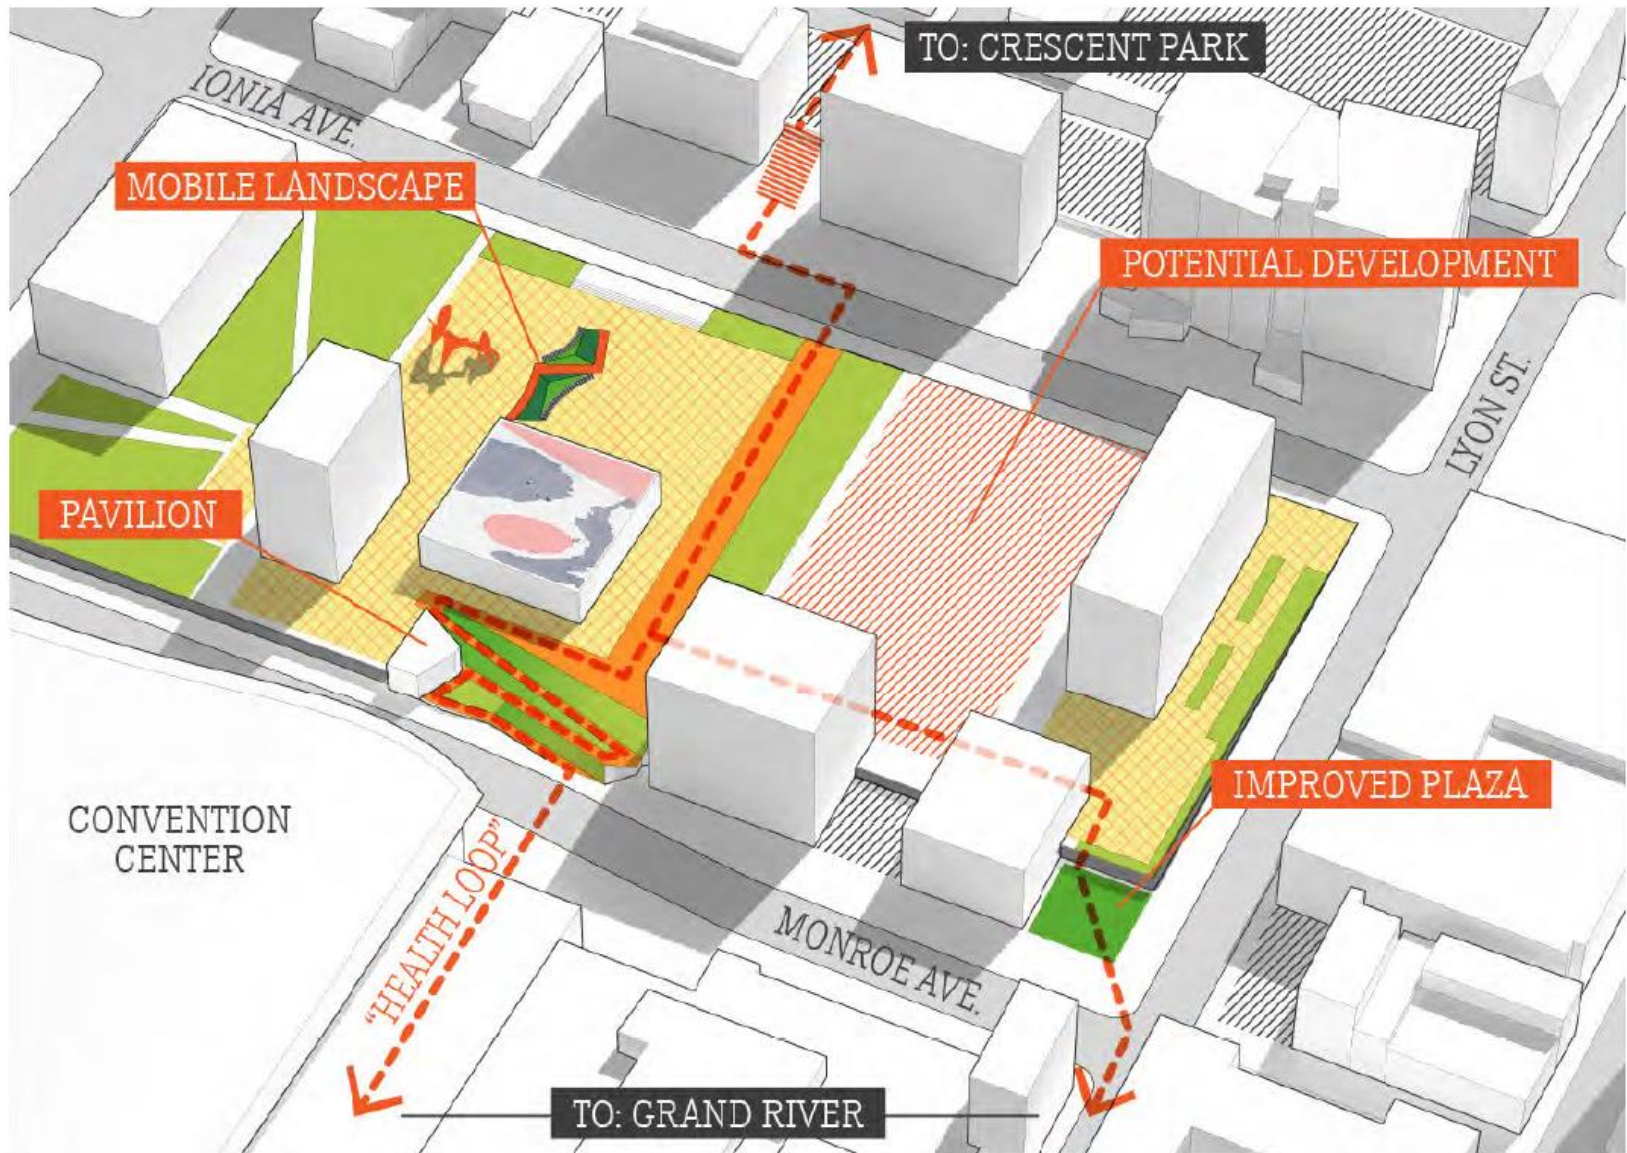 TO: CRESCENT PARK
IONIA AVE.
MOBILE LANDSCAPE
POTENTIAL DEVELOPMENT
LYON ST.
PAVILION
IMPROVED PLAZA
CONVENTION
CENTER
"HEALTH LOOP"
MONROE AVE.
TO: GRAND RIVER